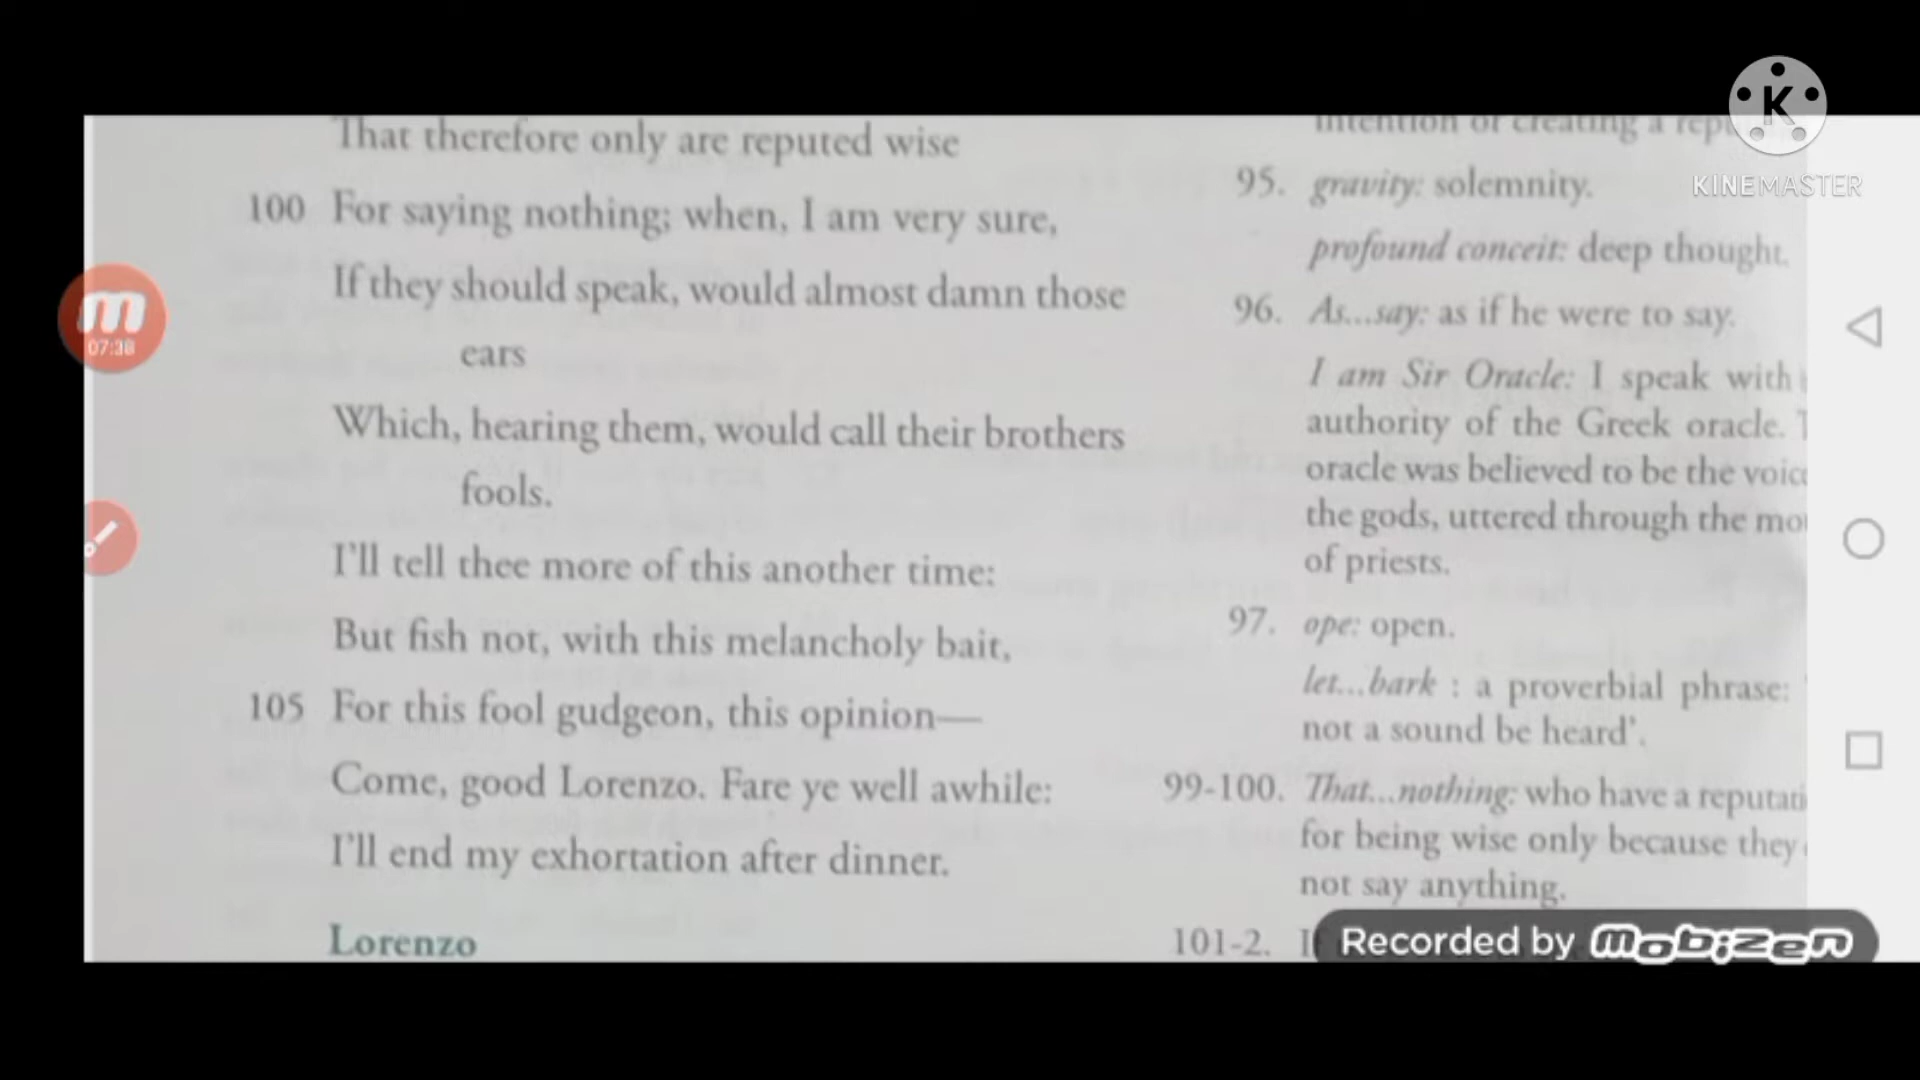 That therefore only are reputed wise
100 For saying nothing; when, I am very sure,
If they should speak, would almost damn those
ears
Which, hearing them, would call their brothers
fools.
I'll tell thee more of this another time:
But fish not, with this melancholy bait,
105 For this fool gudgeon, this opinion—
Come, good Lorenzo. Fare ye well awhile:
I'll end my exhortation after dinner.
Lorenzo
intention of creating a
95. gravity: solemnity.
profound conceit: deep thought.
96. As...say: as if he were to say.
I am Sir Oracle: I speak with
authority of the Greek oracle.
oracle was believed to be the
the gods, uttered through the
of priests.
97. ope: open.
let...bark : a proverbial phrase:
not a sound be heard'.
99-100. That...nothing: who have a
for being wise only because they
not say anything.
101-2.
KINEMASTER
K
07:38
Recorded by mobizen